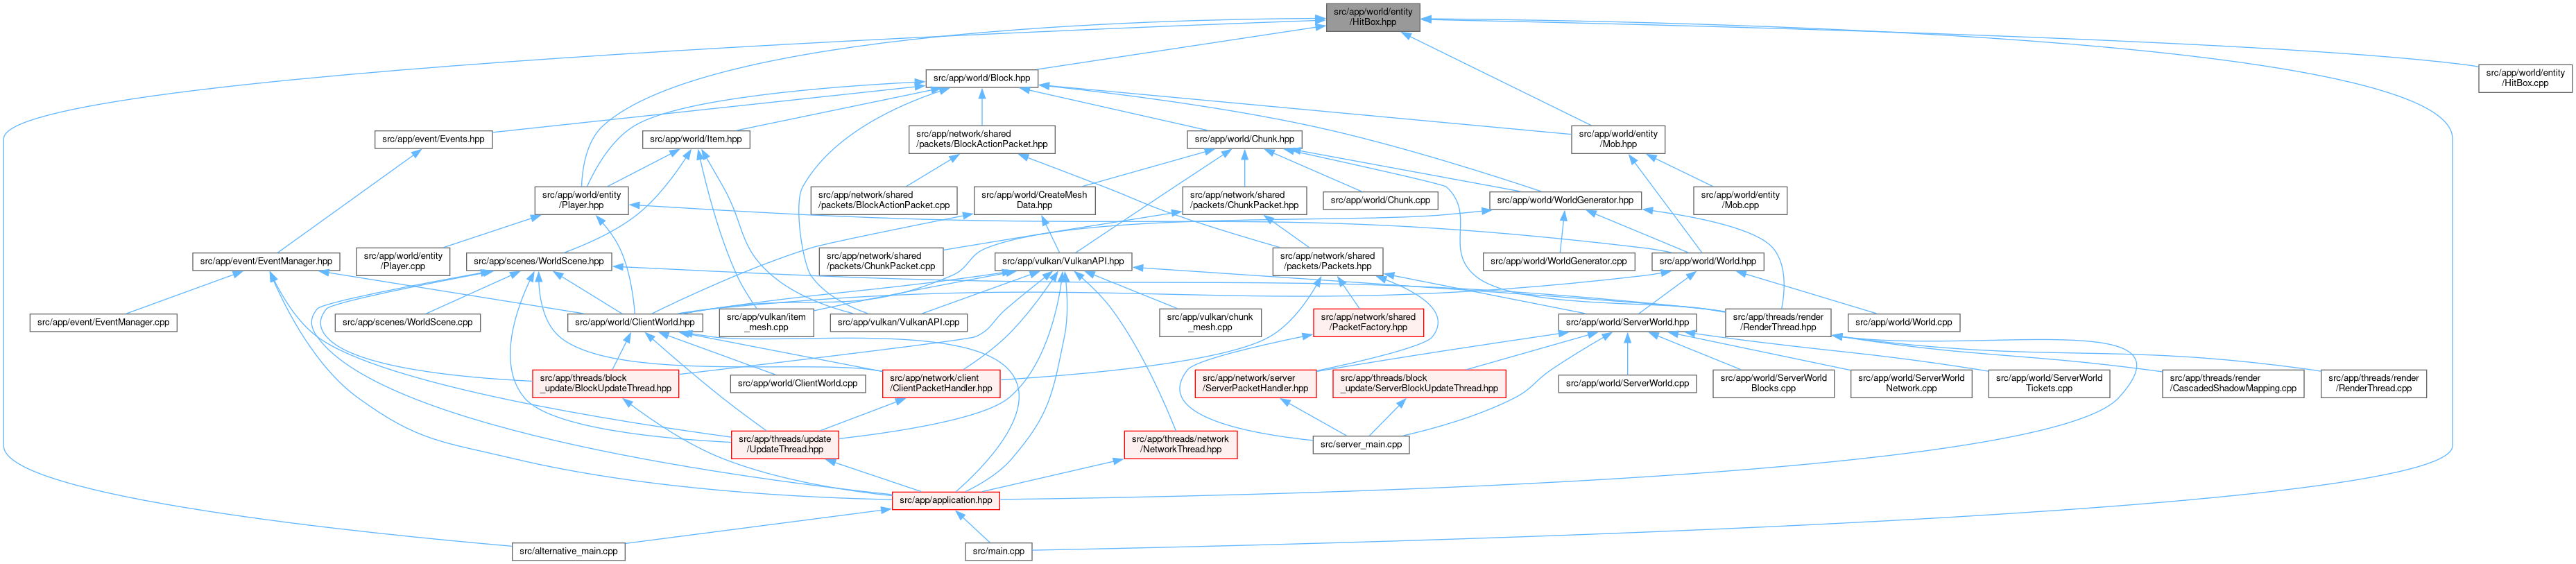 src/app/world/entity
/HitBox.hpp
src/app/world/Block.hpp
src/app/world/entity
/HitBox.cpp
src/app/event/Events.hpp
src/app/world/Item.hpp
src/app/network/shared
/packets/BlockActionPacket.hpp
src/app/world/Chunk.hpp
src/app/world/entity
/Mob.hpp
src/app/world/entity
/Player.hpp
src/app/network/shared
/packets/BlockActionPacket.cpp
src/app/world/CreateMesh
Data.hpp
src/app/network/shared
/packets/ChunkPacket.hpp
src/app/world/Chunk.cpp
src/app/world/WorldGenerator.hpp
src/app/world/entity
/Mob.cpp
src/app/event/EventManager.hpp
src/app/world/entity
/Player.cpp
src/app/scenes/WorldScene.hpp
src/app/network/shared
/packets/ChunkPacket.cpp
src/app/vulkan/VulkanAPI.hpp
src/app/network/shared
/packets/Packets.hpp
src/app/world/WorldGenerator.cpp
src/app/world/World.hpp
src/app/event/EventManager.cpp
src/app/scenes/WorldScene.cpp
src/app/world/ClientWorld.hpp
src/app/vulkan/item
_mesh.cpp
src/app/vulkan/VulkanAPI.cpp
src/app/vulkan/chunk
_mesh.cpp
src/app/network/shared
/PacketFactory.hpp
src/app/world/ServerWorld.hpp
src/app/threads/render
/RenderThread.hpp
src/app/world/World.cpp
src/app/threads/block
_update/BlockUpdateThread.hpp
src/app/world/ClientWorld.cpp
src/app/network/client
/ClientPacketHandler.hpp
src/app/network/server
/ServerPacketHandler.hpp
src/app/threads/block
_update/ServerBlockUpdateThread.hpp
src/app/world/ServerWorld.cpp
src/app/world/ServerWorld
Blocks.cpp
src/app/world/ServerWorld
Network.cpp
src/app/world/ServerWorld
Tickets.cpp
src/app/threads/render
/CascadedShadowMapping.cpp
src/app/threads/render
/RenderThread.cpp
src/app/threads/update
/UpdateThread.hpp
src/app/threads/network
/NetworkThread.hpp
src/server_main.cpp
src/app/application.hpp
src/alternative_main.cpp
src/main.cpp